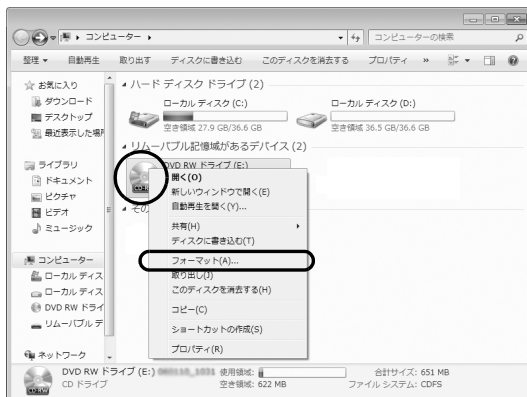 コンピューター
コンピューターの検索
整理 自動再生 取り出す ディスクに書き込む このディスクを消去する プロパティ »
お気に入り
ダウンロード
デスクトップ
最近表示した場所
ライブラリ
ドキュメント
ピクチャ
ビデオ
ミュージック
コンピューター
ローカル ディス
ローカル ディス
DVD RW ドライ
リムーバブル デ
ネットワーク
ハード ディスク ドライブ (2)
ローカル ディスク (C:)
空き領域 27.9 GB/36.6 GB
ローカル ディスク (D:)
空き領域 36.5 GB/36.6 GB
リムーバブル記憶域があるデバイス (2)
DVD RW ドライブ (E:)
CD-RW
その
開く(O)
新しいウィンドウで開く(E)
自動再生を開く(Y)...
共有(H)
ディスクに書き込む(T)
フォーマット(A)...
取り出し(J)
このディスクを消去する(H)
コピー(C)
ショートカットの作成(S)
プロパティ(R)
DVD RW ドライブ (E:) 使用領域: 合計サイズ: 651 MB
CD ドライブ 空き領域: 622 MB ファイル システム: CDFS
CD-RW